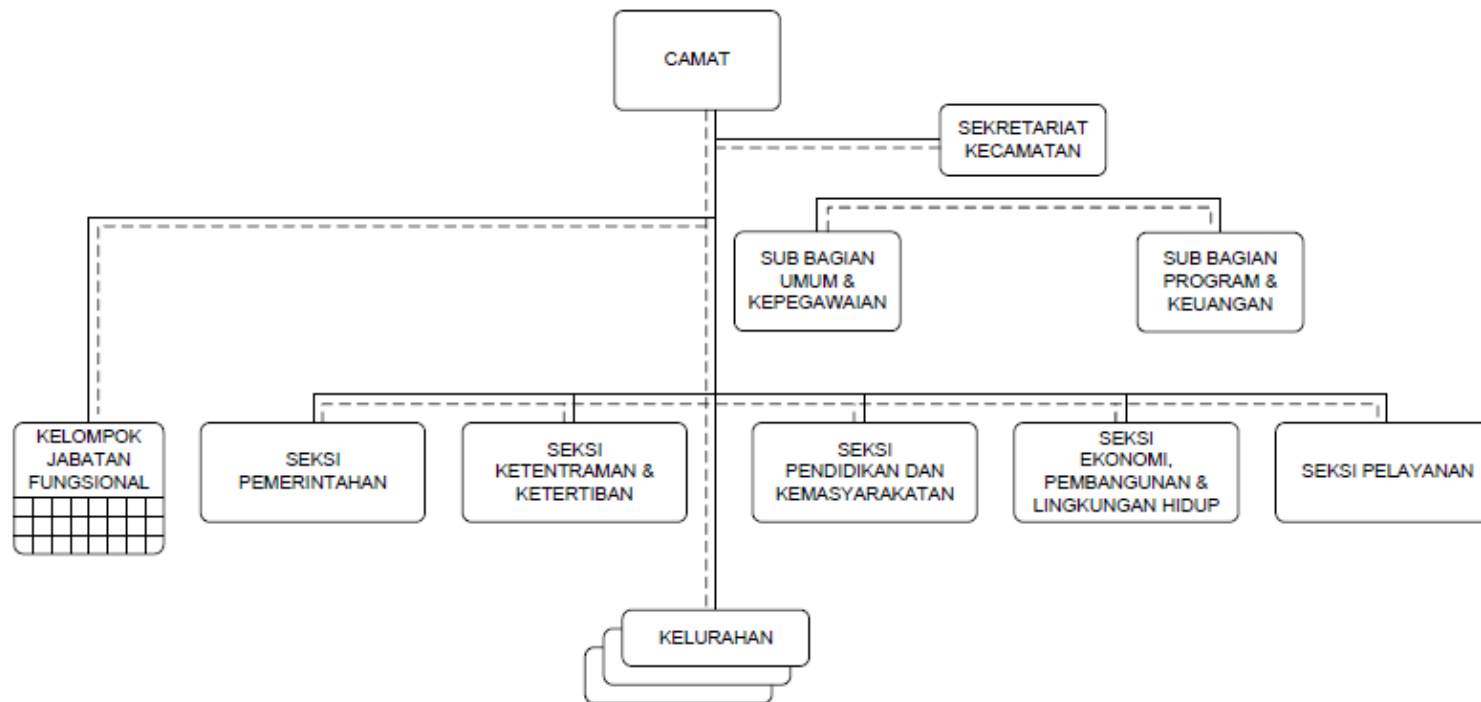 CAMAT
SEKRETARIAT
KECAMATAN
SUB BAGIAN
UMUM &
KEPEGAWAIAN
SUB BAGIAN
PROGRAM &
KEUANGAN
KELOMPOK
JABATAN
FUNGSIONAL
SEKSI
PEMERINTAHAN
SEKSI
KETENTRAMAN &
KETERTIBAN
SEKSI
PENDIDIKAN DAN
KEMASYARAKATAN
SEKSI
EKONOMI,
PEMBANGUNAN &
LINGKUNGAN HIDUP
SEKSI PELAYANAN
KELURAHAN